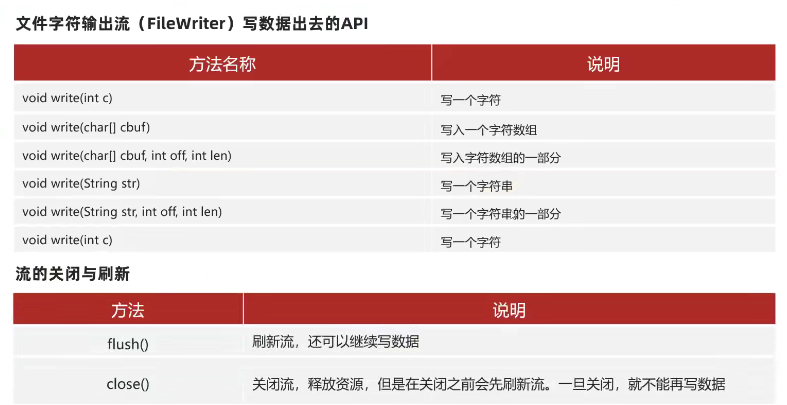 文件字符输出流（FileWriter）写数据出去的API
方法名称 说明
void write(int c) 写一个字符
void write(char[] cbuf) 写入一个字符数组
void write(char[] cbuf, int off, int len) 写入字符数组的一部分
void write(String str) 写一个字符串
void write(String str, int off, int len) 写一个字符串的一部分
void write(int c) 写一个字符
流的关闭与刷新
方法 说明
flush() 刷新流，还可以继续写数据
close() 关闭流，释放资源，但是在关闭之前会先刷新流。一旦关闭，就不能再写数据